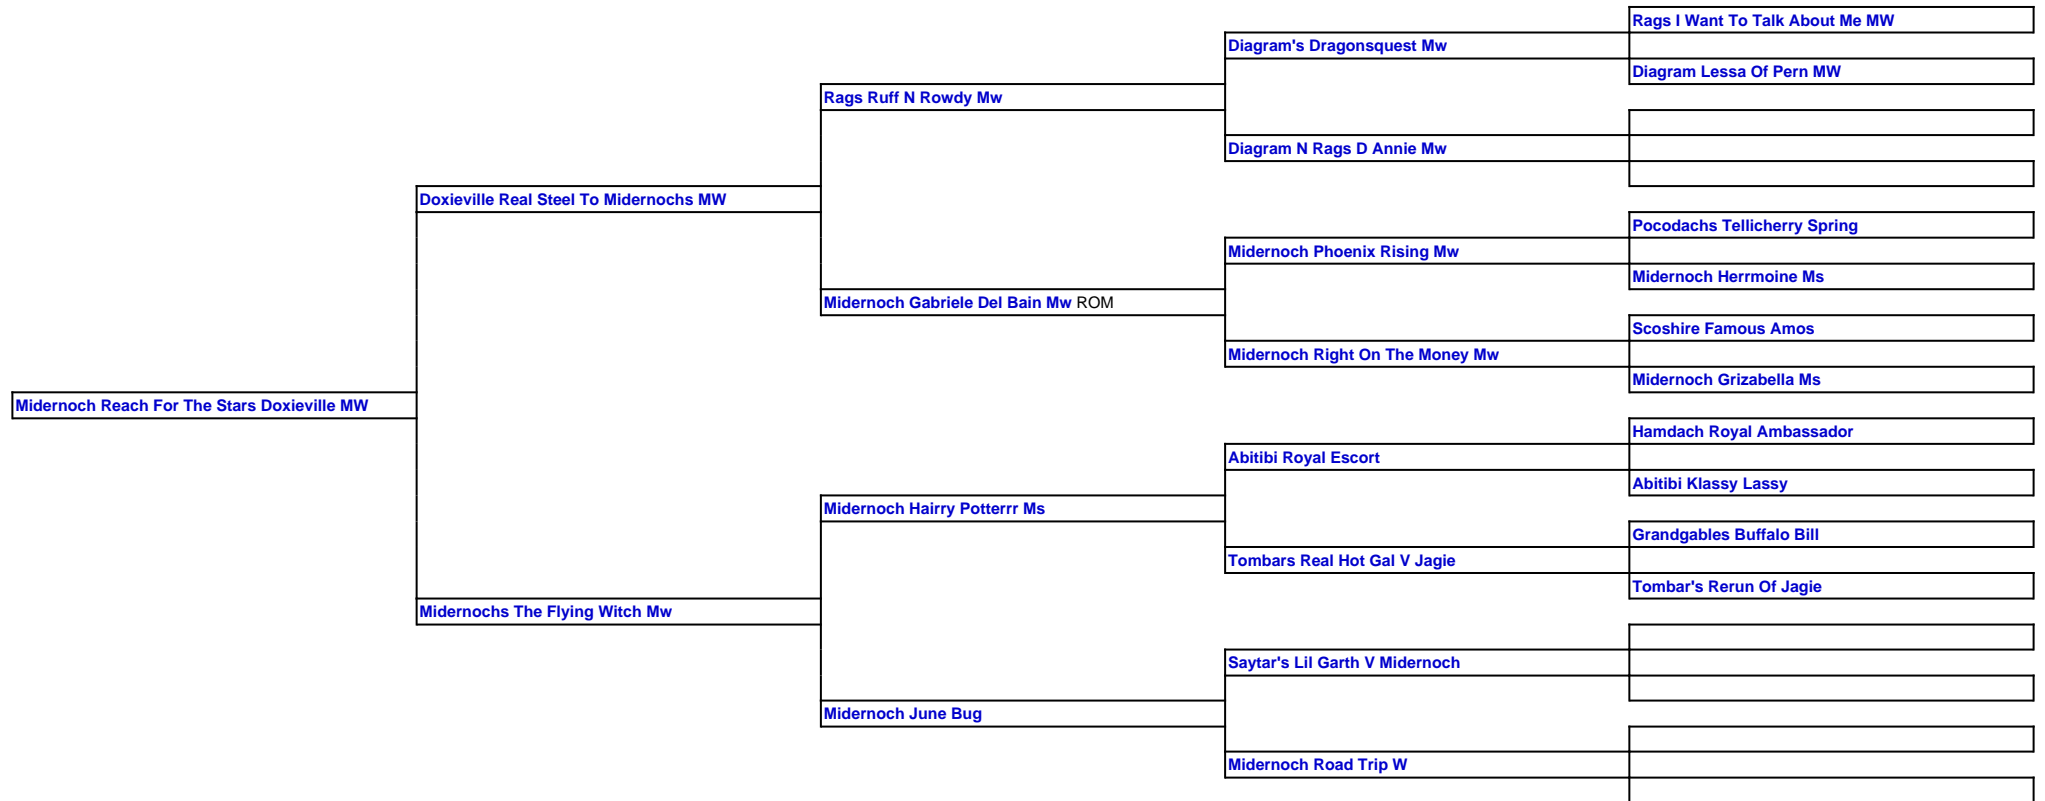 Rags I Want To Talk About Me MW
Diagram's Dragonsquest Mw
Diagram Lessa Of Pern MW
Rags Ruff N Rowdy Mw
Diagram N Rags D Annie Mw
Doxieville Real Steel To Midernochs MW
Pocodachs Tellicherry Spring
Midernoch Phoenix Rising Mw
Midernoch Herrmoine Ms
Midernoch Gabriele Del Bain Mw ROM
Scoshire Famous Amos
Midernoch Right On The Money Mw
Midernoch Grizabella Ms
Midernoch Reach For The Stars Doxieville MW
Hamdach Royal Ambassador
Abitibi Royal Escort
Abitibi Klassy Lassy
Midernoch Hairry Potterrr Ms
Grandgables Buffalo Bill
Tombars Real Hot Gal V Jagie
Tombar's Rerun Of Jagie
Midernochs The Flying Witch Mw
Saytar's Lil Garth V Midernoch
Midernoch June Bug
Midernoch Road Trip W